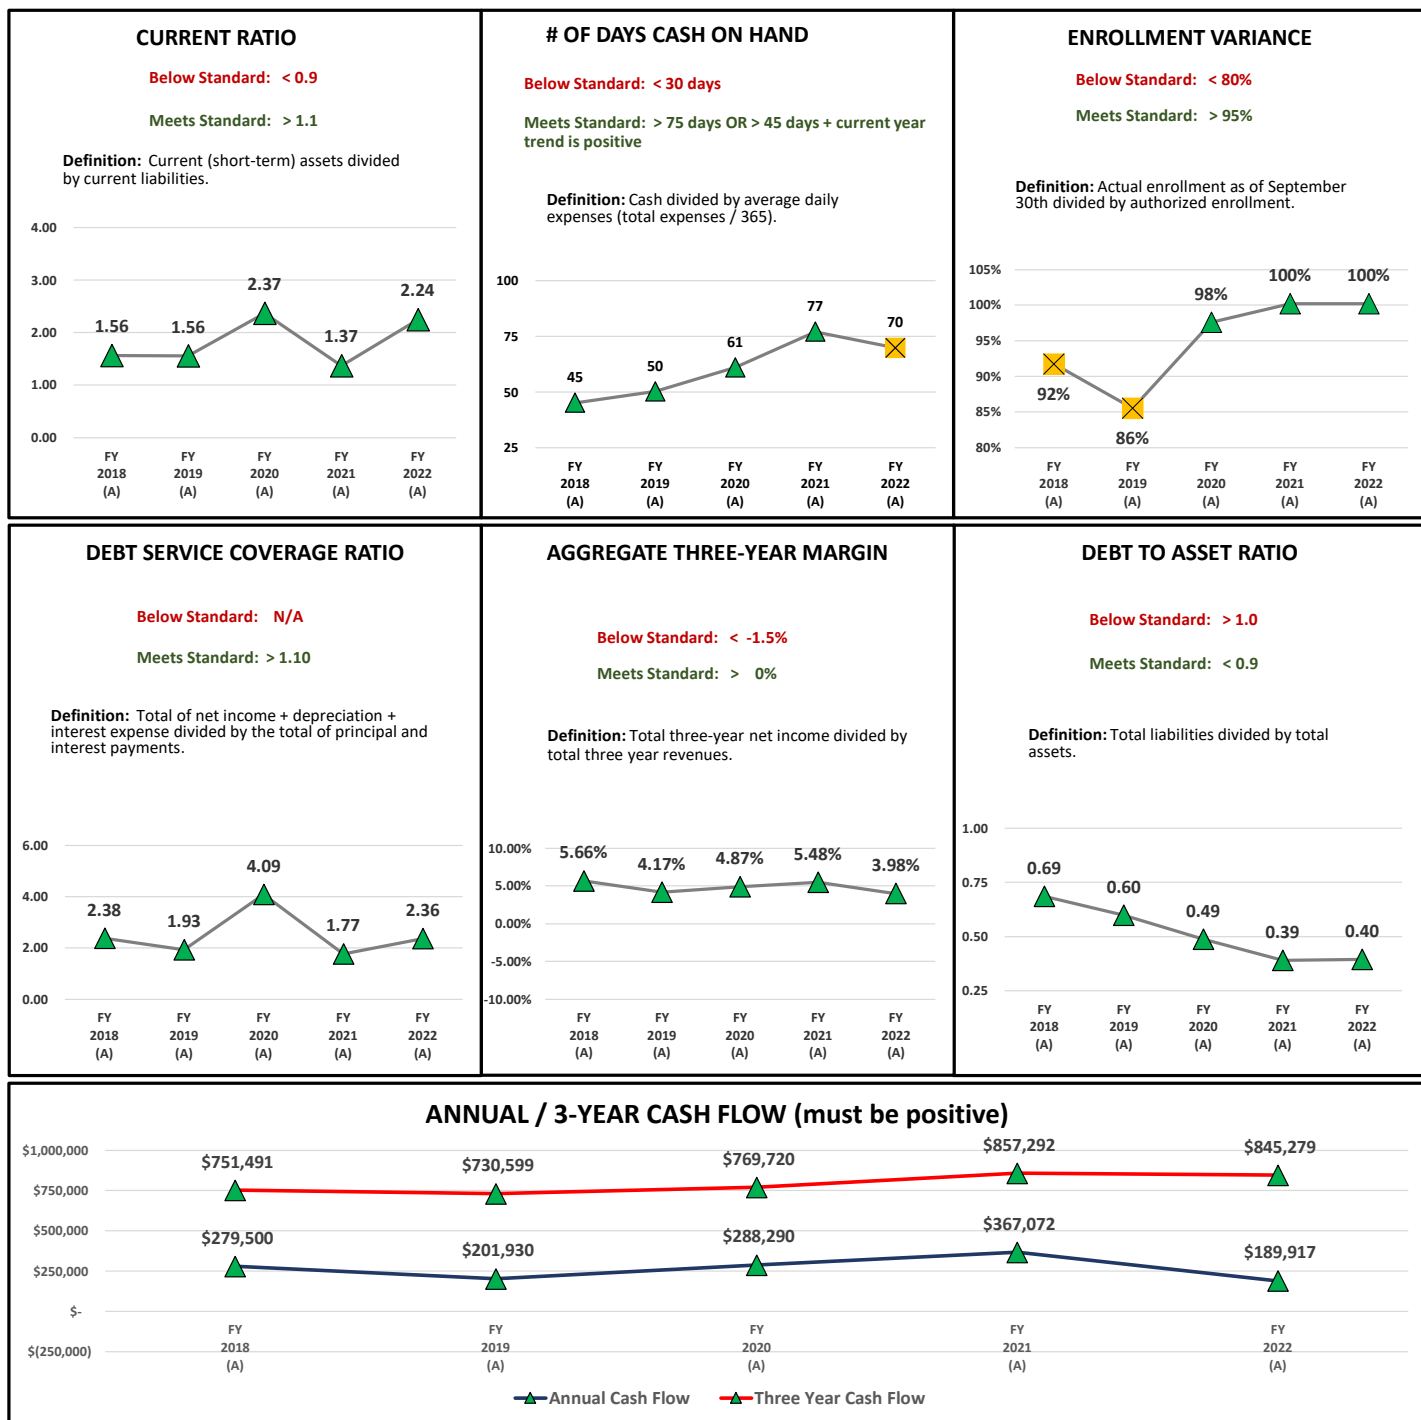 CURRENT RATIO
Below Standard: < 0.9
Meets Standard: > 1.1
Definition: Current (short-term) assets divided
by current liabilities.
4.00
3.00
2.00
1.00
0.00
1.56
1.56
2.37
1.37
2.24
FY
2018
(A)
FY
2019
(A)
FY
2020
(A)
FY
2021
(A)
FY
2022
(A)
# OF DAYS CASH ON HAND
Below Standard: < 30 days
Meets Standard: > 75 days OR > 45 days + current year
trend is positive
Definition: Cash divided by average daily
expenses (total expenses / 365).
100
75
50
25
45
50
61
77
70
FY
2018
(A)
FY
2019
(A)
FY
2020
(A)
FY
2021
(A)
FY
2022
(A)
ENROLLMENT VARIANCE
Below Standard: < 80%
Meets Standard: > 95%
Definition: Actual enrollment as of September
30th divided by authorized enrollment.
105%
100%
95%
90%
85%
80%
92%
86%
98%
100%
100%
FY
2018
(A)
FY
2019
(A)
FY
2020
(A)
FY
2021
(A)
FY
2022
(A)
DEBT SERVICE COVERAGE RATIO
Below Standard: N/A
Meets Standard: > 1.10
Definition: Total of net income + depreciation +
interest expense divided by the total of principal and
interest payments.
6.00
4.00
2.00
0.00
2.38
1.93
4.09
1.77
2.36
FY
2018
(A)
FY
2019
(A)
FY
2020
(A)
FY
2021
(A)
FY
2022
(A)
AGGREGATE THREE-YEAR MARGIN
Below Standard: < -1.5%
Meets Standard: > 0%
Definition: Total three-year net income divided by
total three year revenues.
10.00%
5.00%
0.00%
-5.00%
-10.00%
5.66%
4.17%
4.87%
5.48%
3.98%
FY
2018
(A)
FY
2019
(A)
FY
2020
(A)
FY
2021
(A)
FY
2022
(A)
DEBT TO ASSET RATIO
Below Standard: > 1.0
Meets Standard: < 0.9
Definition: Total liabilities divided by total
assets.
1.00
0.75
0.50
0.25
0.69
0.60
0.49
0.39
0.40
FY
2018
(A)
FY
2019
(A)
FY
2020
(A)
FY
2021
(A)
FY
2022
(A)
ANNUAL / 3-YEAR CASH FLOW (must be positive)
$1,000,000
$750,000
$500,000
$250,000
$-
$(250,000)
$751,491
$730,599
$769,720
$857,292
$845,279
$279,500
$201,930
$288,290
$367,072
$189,917
FY
2018
(A)
FY
2019
(A)
FY
2020
(A)
FY
2021
(A)
FY
2022
(A)
Annual Cash Flow
Three Year Cash Flow